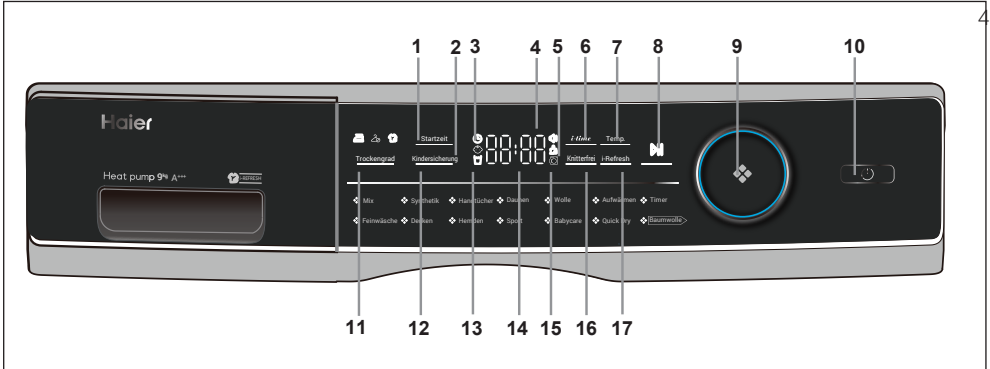 4
1 2 3 4 5 6 7 8 9 10
Haier
Startzeit 88:88 i-time Temp.
Trockengrad Kindersicherung Knitterfrei i-Refresh
Heat pump 9kg A+++ i-REFRESH
Mix Synthetik Handtücher Daunen Wolle Aufwärmen Timer
Feinwäsche Decken Hemden Sport Babycare Quick Dry Baumwolle
11 12 13 14 15 16 17